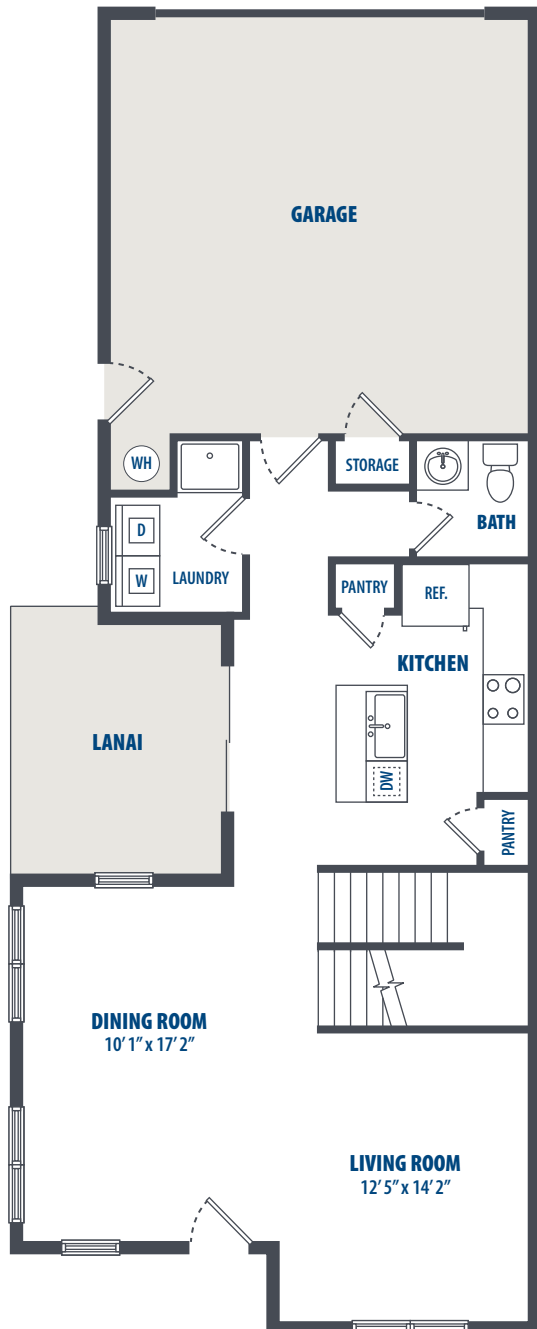 GARAGE
WH
STORAGE
BATH
D
W
LAUNDRY
PANTRY
REF.
KITCHEN
LANAI
DW
PANTRY
DINING ROOM
10' 1” x 17' 2”
LIVING ROOM
12' 5” x 14' 2”